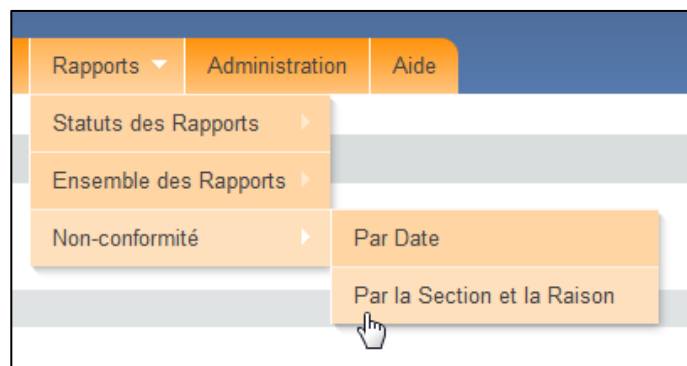 Rapports Administration Aide
Statuts des Rapports
Ensemble des Rapports
Non-conformité
Par Date
Par la Section et la Raison